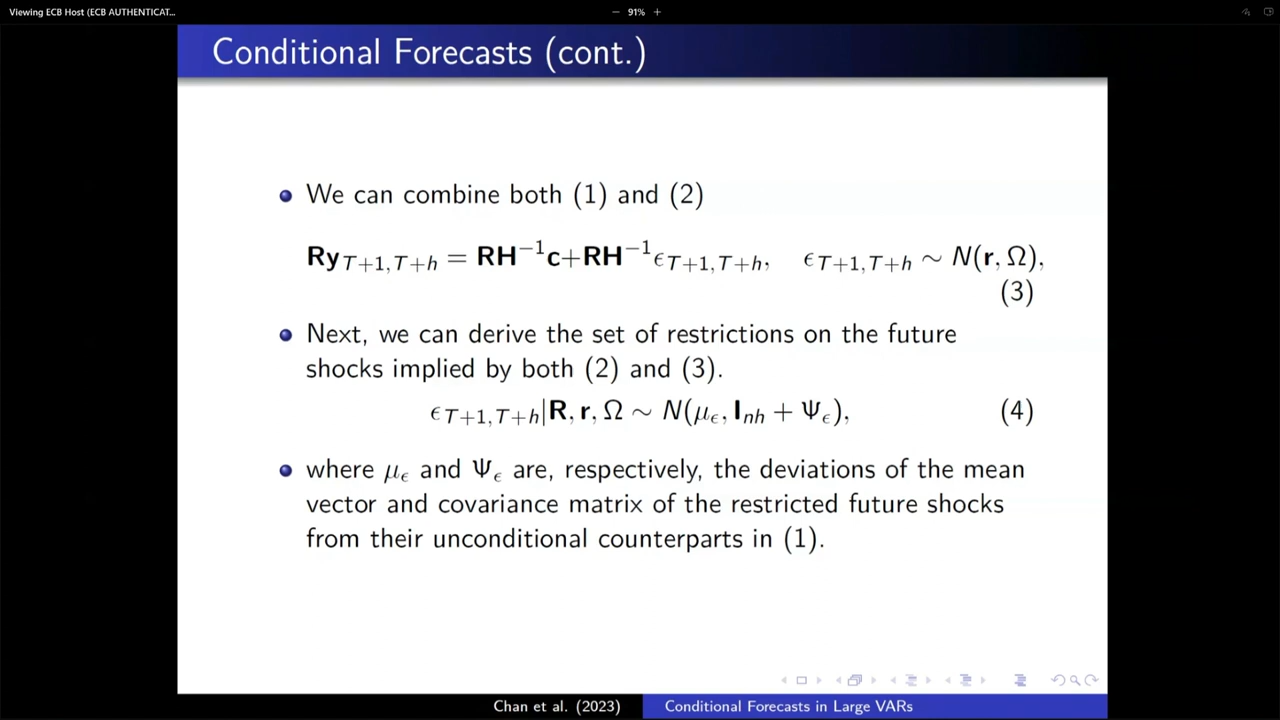 Viewing ECB Host (ECB AUTHENTICAT...
− 91% +
Conditional Forecasts (cont.)
We can combine both (1) and (2)
Ry_{T+1,T+h} = RH^{−1}c+RH^{−1}ϵ_{T+1,T+h}, ϵ_{T+1,T+h} ∼ N(r, Ω),
(3)
Next, we can derive the set of restrictions on the future
shocks implied by both (2) and (3).
ϵ_{T+1,T+h}|R, r, Ω ∼ N(μ_ϵ, I_{nh} + Ψ_ϵ), (4)
where μ_ϵ and Ψ_ϵ are, respectively, the deviations of the mean
vector and covariance matrix of the restricted future shocks
from their unconditional counterparts in (1).
Chan et al. (2023) Conditional Forecasts in Large VARs